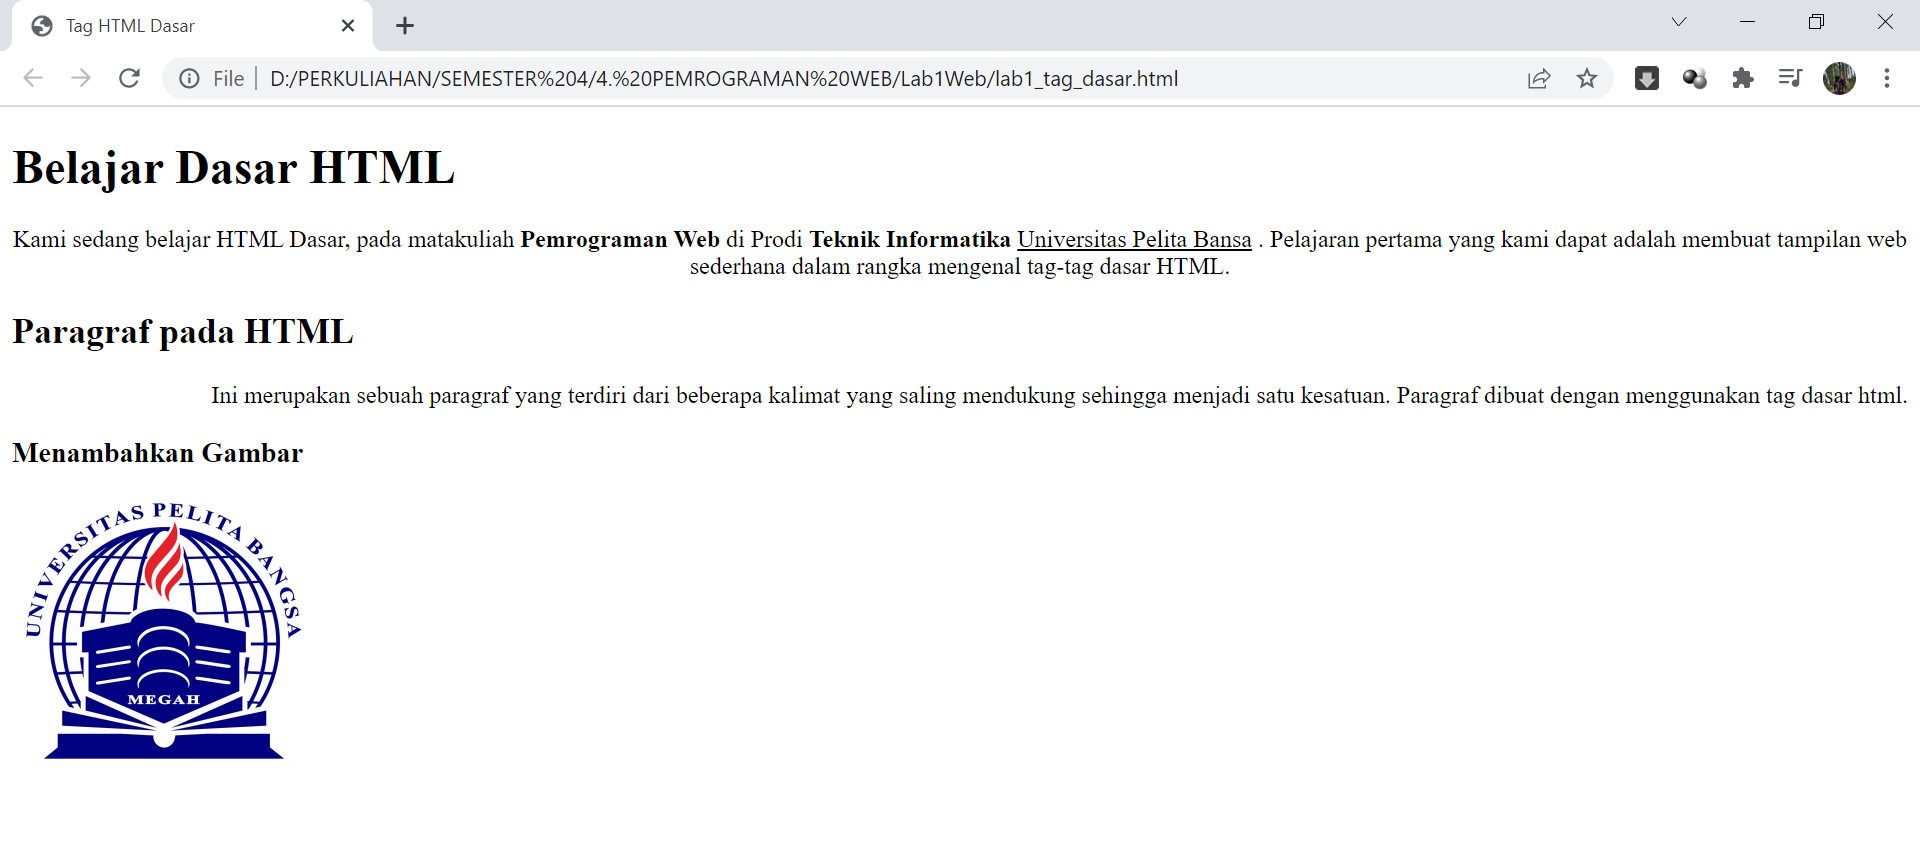 Tag HTML Dasar
File
D:/PERKULIAHAN/SEMESTER%204/4.%20PEMROGRAMAN%20WEB/Lab1Web/lab1_tag_dasar.html
Belajar Dasar HTML
Kami sedang belajar HTML Dasar, pada matakuliah Pemrograman Web di Prodi Teknik Informatika Universitas Pelita Bansa . Pelajaran pertama yang kami dapat adalah membuat tampilan web
sederhana dalam rangka mengenal tag-tag dasar HTML.
Paragraf pada HTML
Ini merupakan sebuah paragraf yang terdiri dari beberapa kalimat yang saling mendukung sehingga menjadi satu kesatuan. Paragraf dibuat dengan menggunakan tag dasar html.
Menambahkan Gambar
UNIVERSITAS PELITA BANGSA
MEGAH